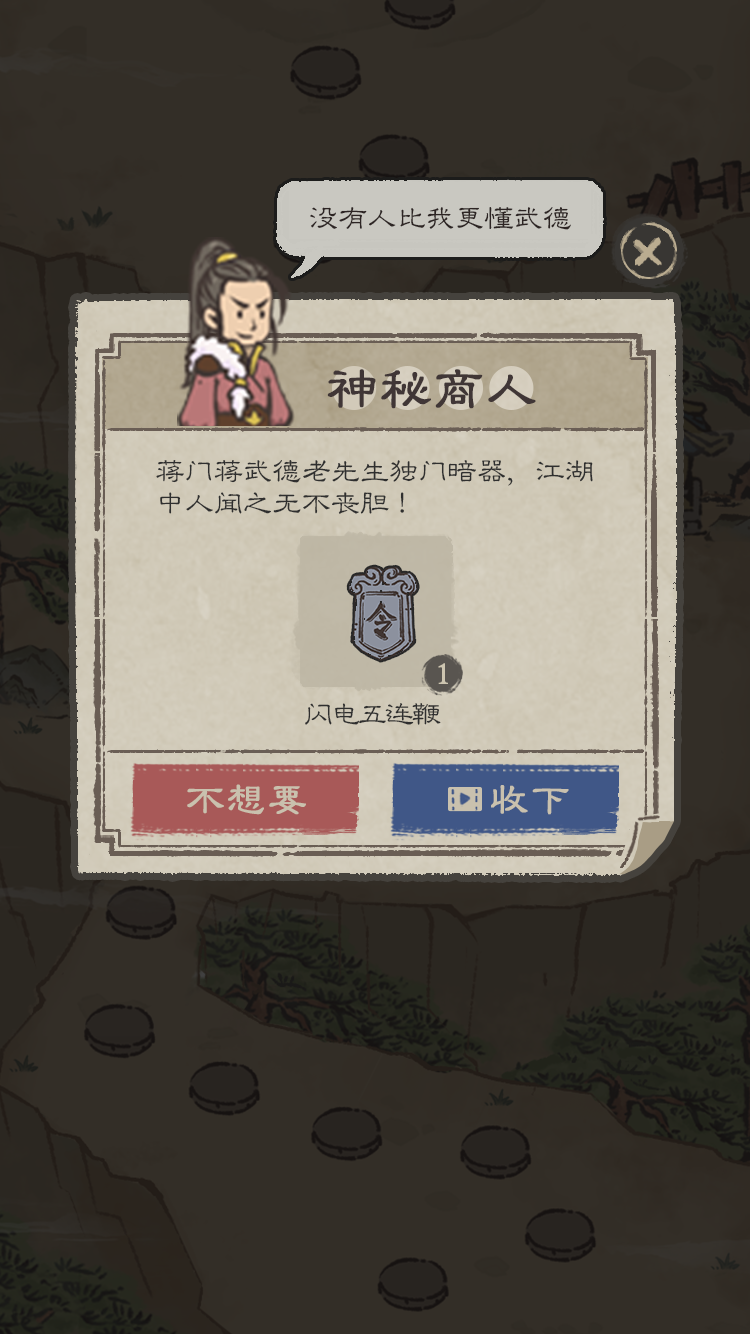 没有人比我更懂武德
神秘商人
蒋门蒋武德老先生独门暗器，江湖
中人闻之无不丧胆！
令
1
闪电五连鞭
不想要
收下